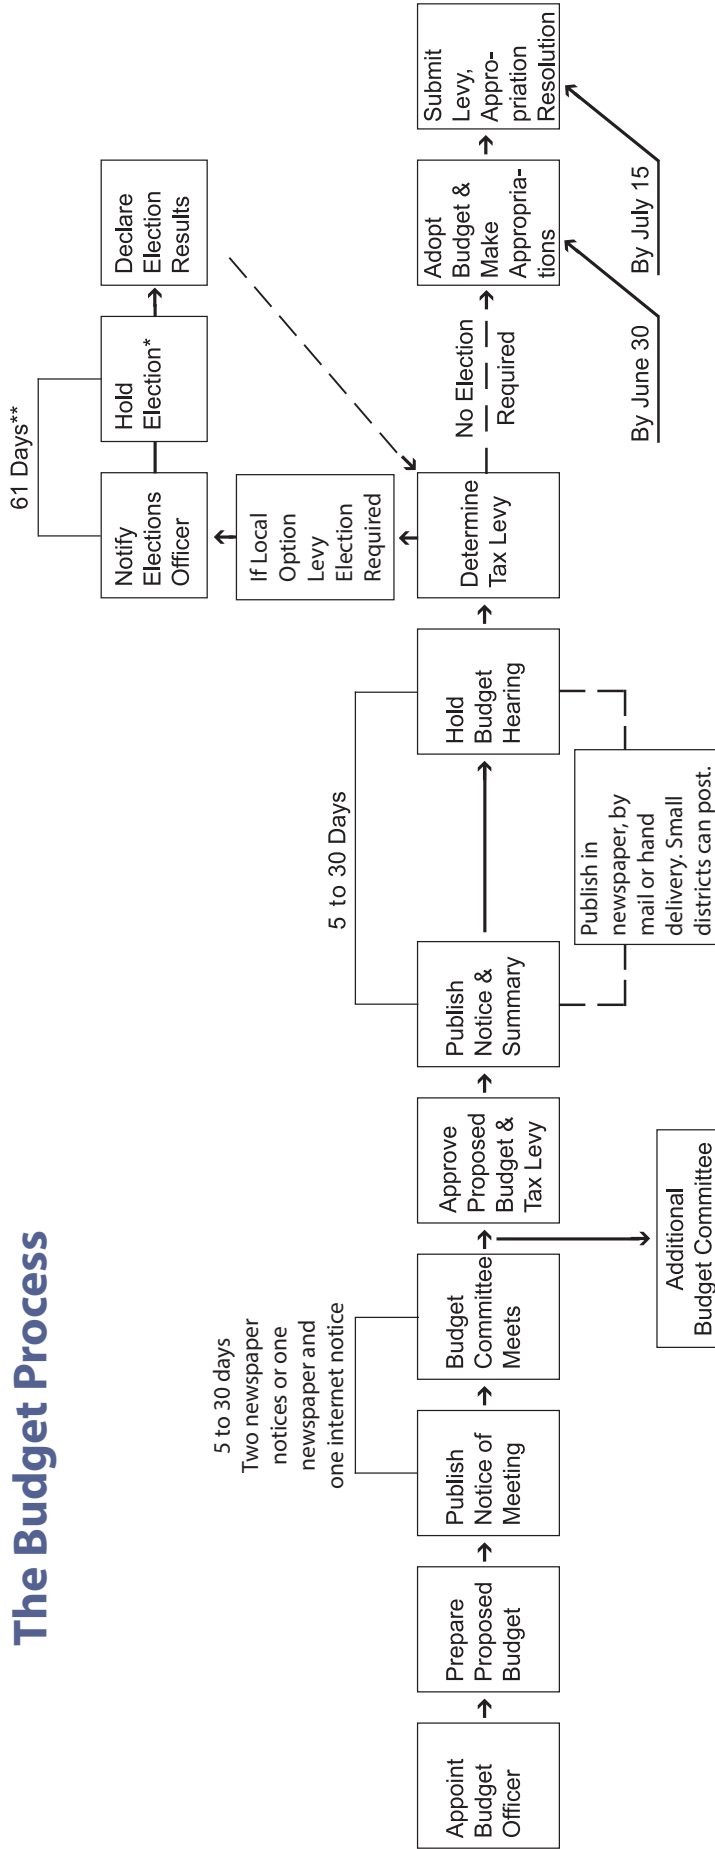 The Budget Process
5 to 30 days
Two newspaper
notices or one
newspaper and
one internet notice
5 to 30 Days
61 Days**
Appoint
Budget
Officer
Prepare
Proposed
Budget
Publish
Notice of
Meeting
Budget
Committee
Meets
Additional
Budget Committee
Approve
Proposed
Budget &
Tax Levy
Publish
Notice &
Summary
Publish in
newspaper, by
mail or hand
delivery. Small
districts can post.
Hold
Budget
Hearing
Determine
Tax Levy
If Local
Option
Levy
Election
Required
Notify
Elections
Officer
Hold
Election*
Declare
Election
Results
No Election
Required
Adopt
Budget &
Make
Appropria-
tions
Submit
Levy,
Appro-
priation
Resolution
By June 30
By July 15